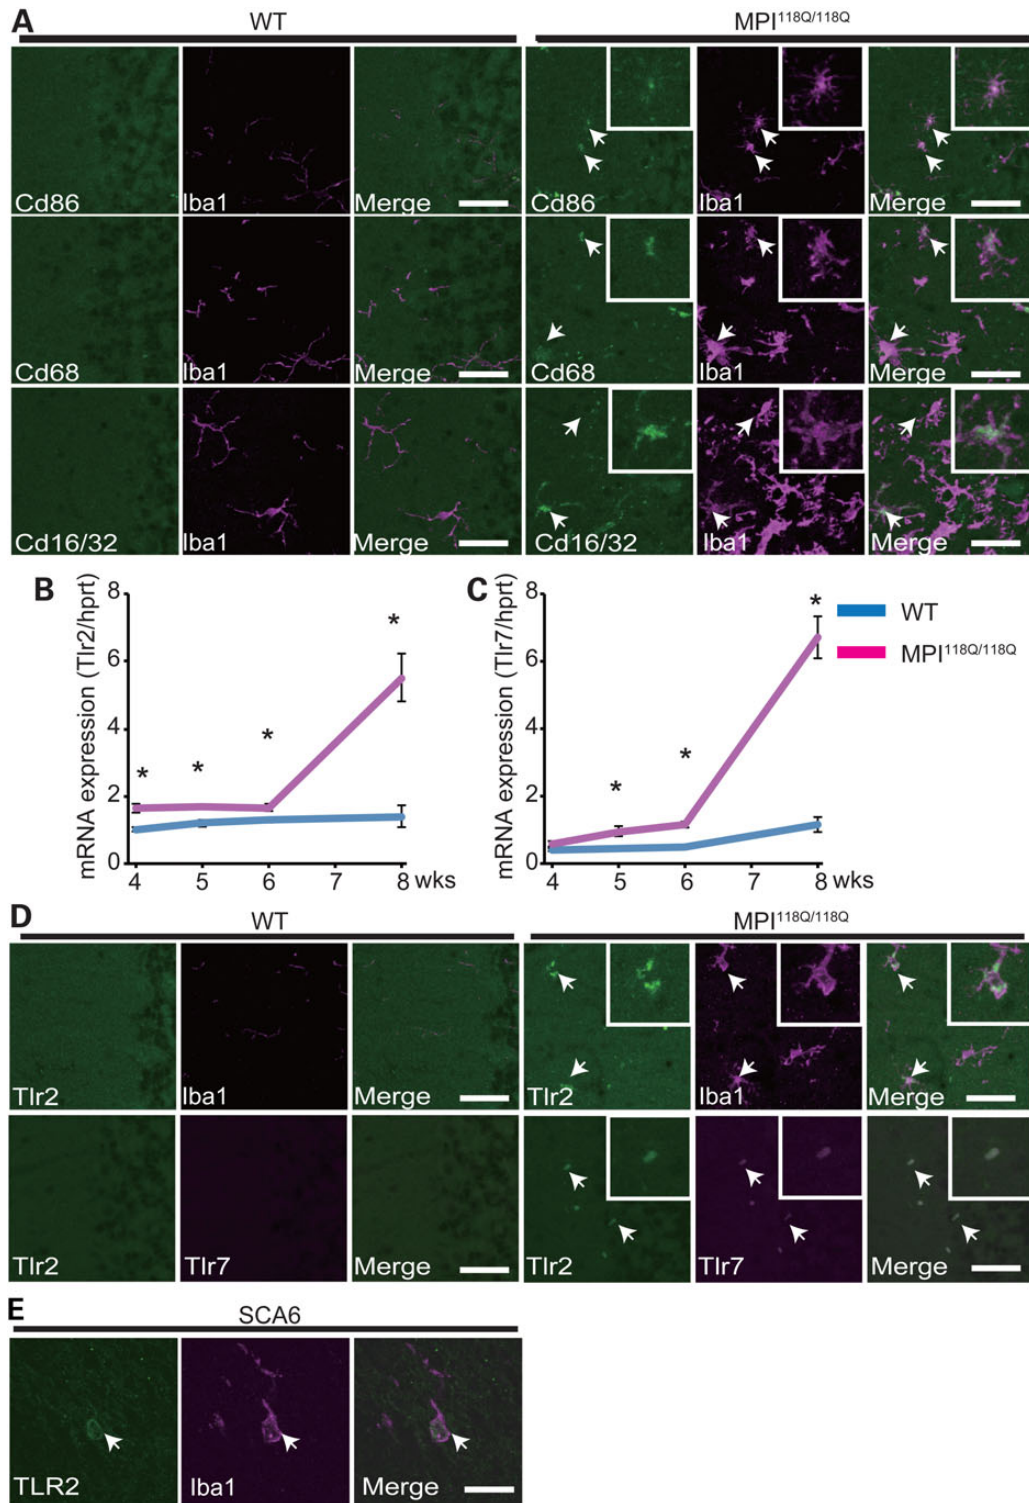 A
WT MPI118Q/118Q
Cd86 Iba1 Merge Cd86 Iba1 Merge
Cd68 Iba1 Merge Cd68 Iba1 Merge
Cd16/32 Iba1 Merge Cd16/32 Iba1 Merge
B
mRNA expression (Tlr2/hprt)
8
6
4
2
0
* * * *
4 5 6 7 8 wks
C
mRNA expression (Tlr7/hprt)
8
6
4
2
0
* * *
4 5 6 7 8 wks
WT
MPI118Q/118Q
D
WT MPI118Q/118Q
Tlr2 Iba1 Merge Tlr2 Iba1 Merge
Tlr2 Tlr7 Merge Tlr2 Tlr7 Merge
E
SCA6
TLR2 Iba1 Merge